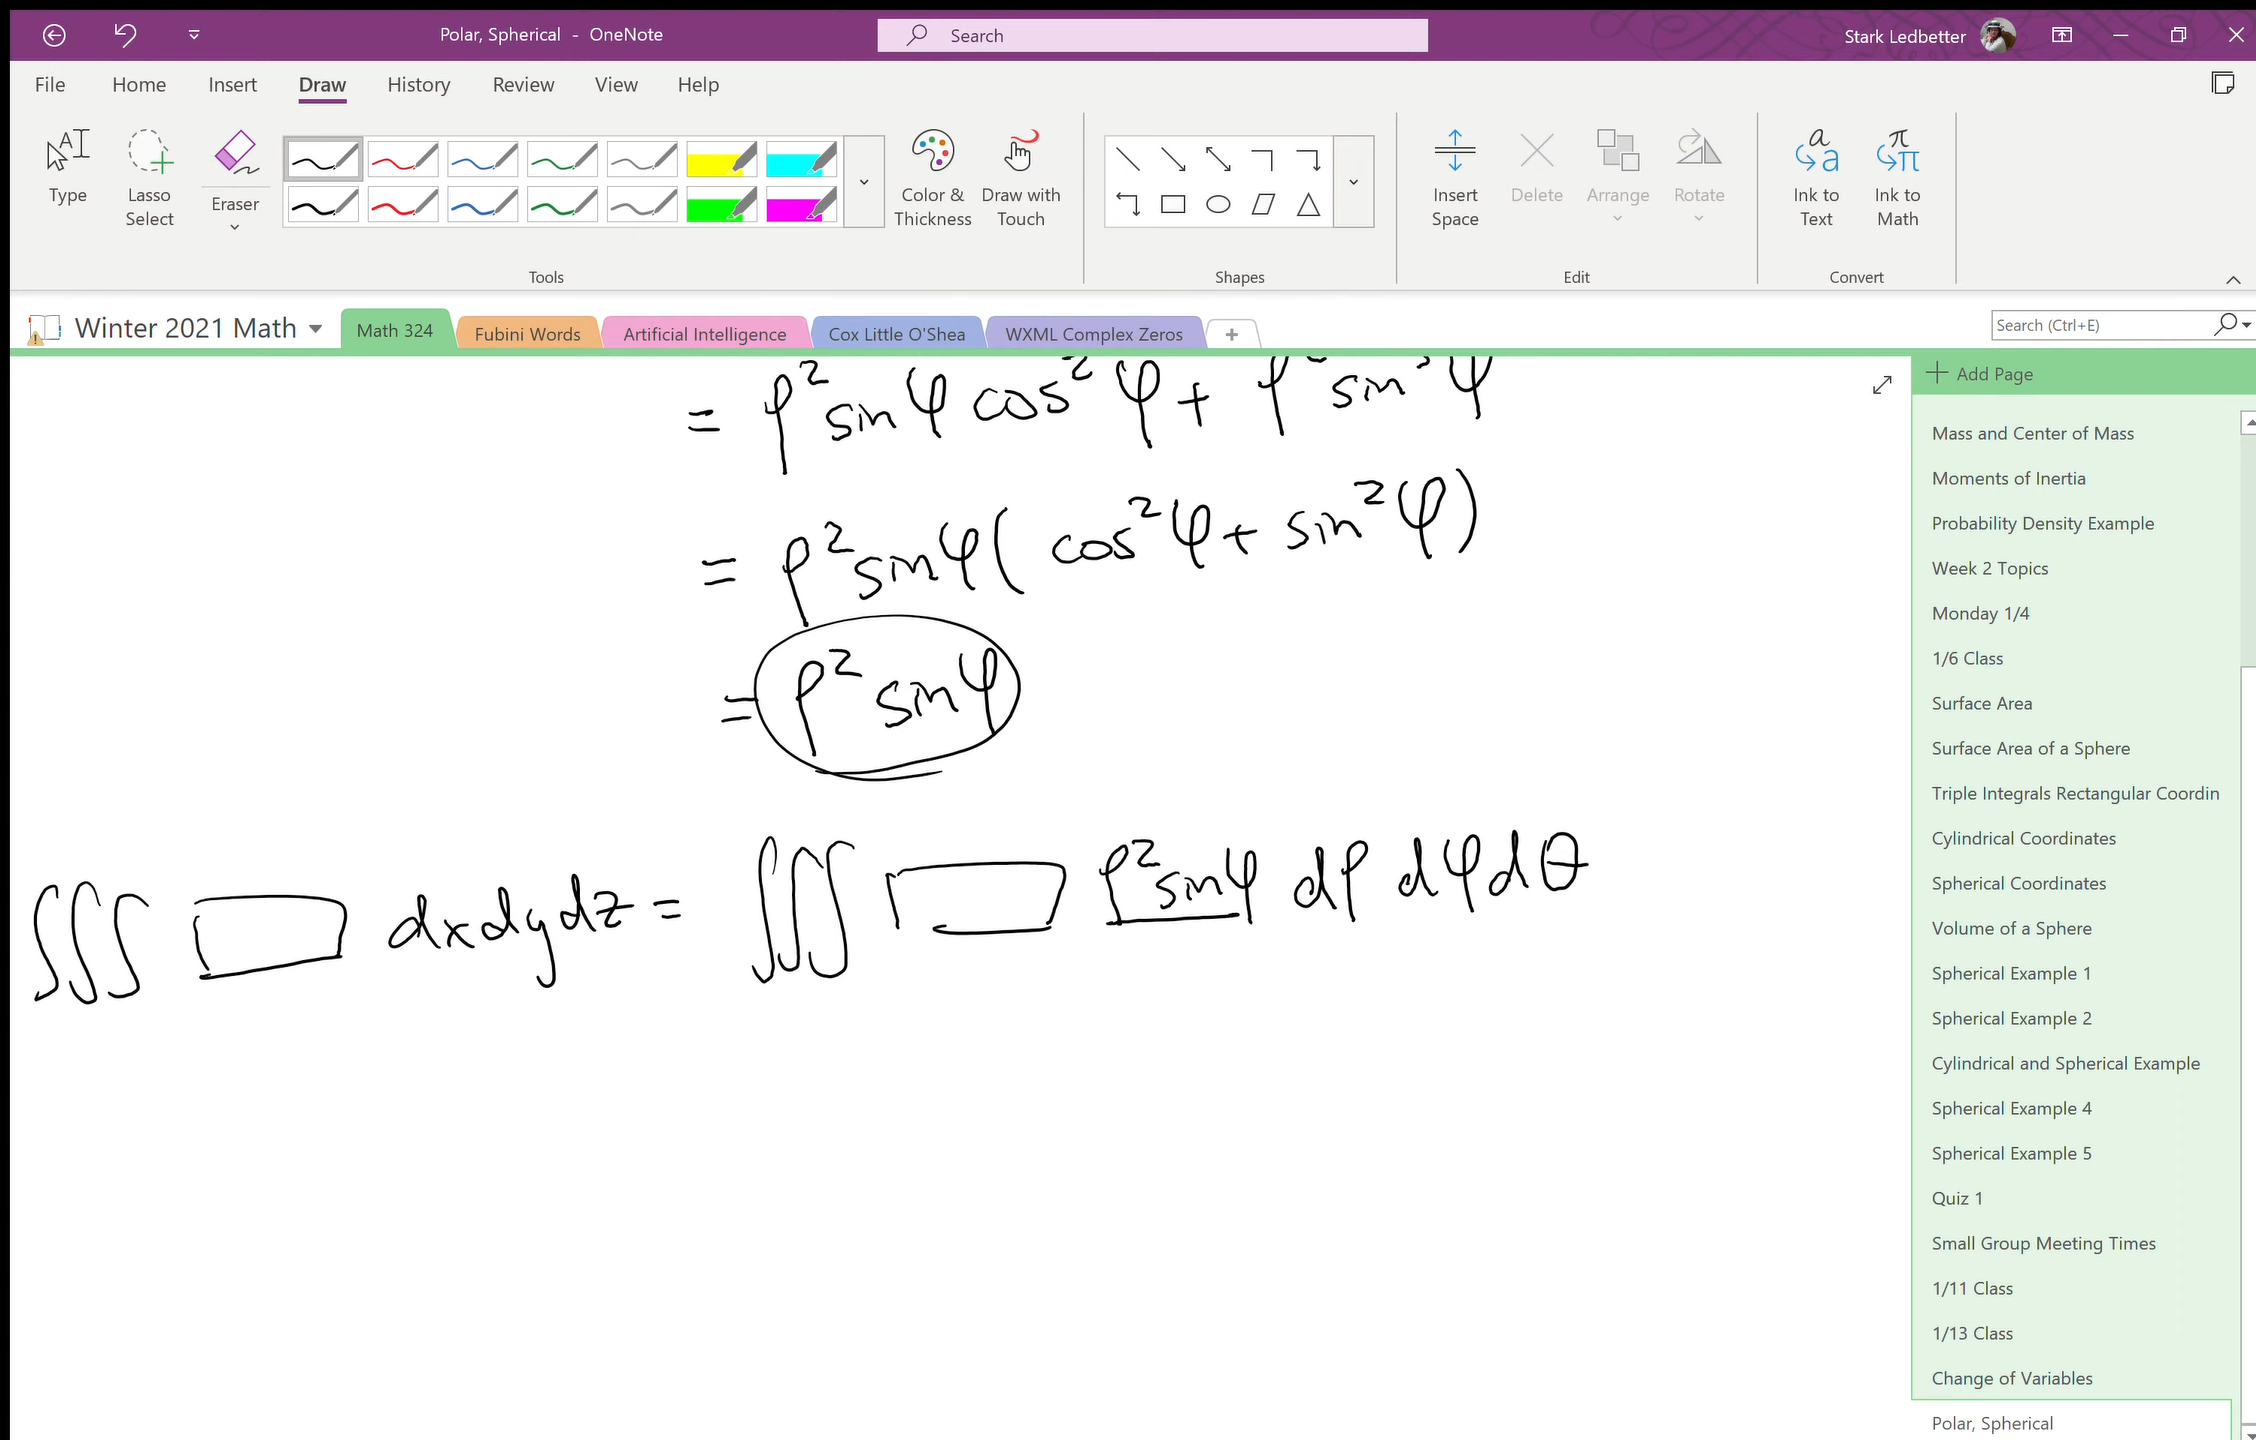 Polar, Spherical - OneNote
Search
Stark Ledbetter
File Home Insert Draw History Review View Help
Type
Lasso Select
Eraser
Color & Thickness
Draw with Touch
Insert Space
Delete
Arrange
Rotate
Ink to Text
Ink to Math
Tools
Shapes
Edit
Convert
Winter 2021 Math
Math 324
Fubini Words
Artificial Intelligence
Cox Little O'Shea
WXML Complex Zeros
+
Search (Ctrl+E)
= ρ² sin φ cos² φ + ρ² sin³ φ
= ρ² sin φ ( cos² φ + sin² φ )
= ρ² sin φ
∭ ▭ dx dy dz = ∭ ▭ ρ² sin φ dρ dφ dθ
Add Page
Mass and Center of Mass
Moments of Inertia
Probability Density Example
Week 2 Topics
Monday 1/4
1/6 Class
Surface Area
Surface Area of a Sphere
Triple Integrals Rectangular Coordin
Cylindrical Coordinates
Spherical Coordinates
Volume of a Sphere
Spherical Example 1
Spherical Example 2
Cylindrical and Spherical Example
Spherical Example 4
Spherical Example 5
Quiz 1
Small Group Meeting Times
1/11 Class
1/13 Class
Change of Variables
Polar, Spherical